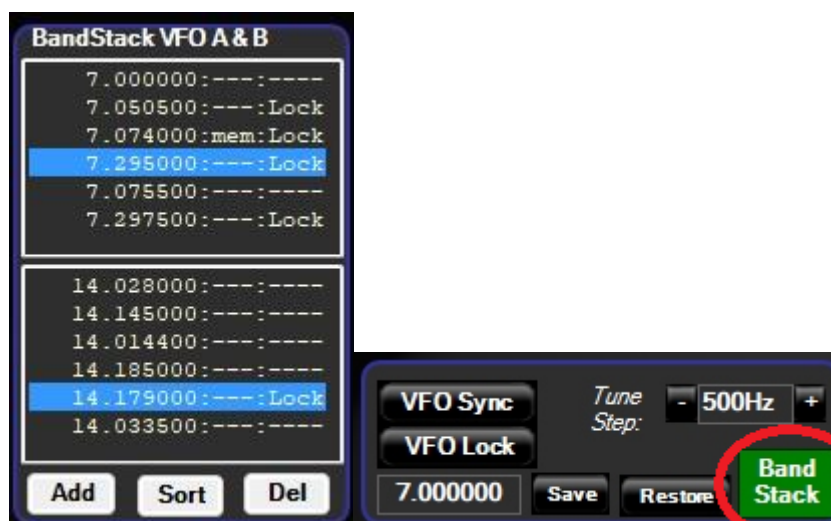 BandStack VFO A & B
7.000000:---:----
7.050500:---:Lock
7.074000:mem:Lock
7.295000:---:Lock
7.075500:---:----
7.297500:---:Lock
14.028000:---:----
14.145000:---:----
14.014400:---:----
14.185000:---:----
14.179000:---:Lock
14.033500:---:----
Add Sort Del
VFO Sync
Tune
Step:
- 500Hz +
VFO Lock
7.000000 Save Restore
Band
Stack